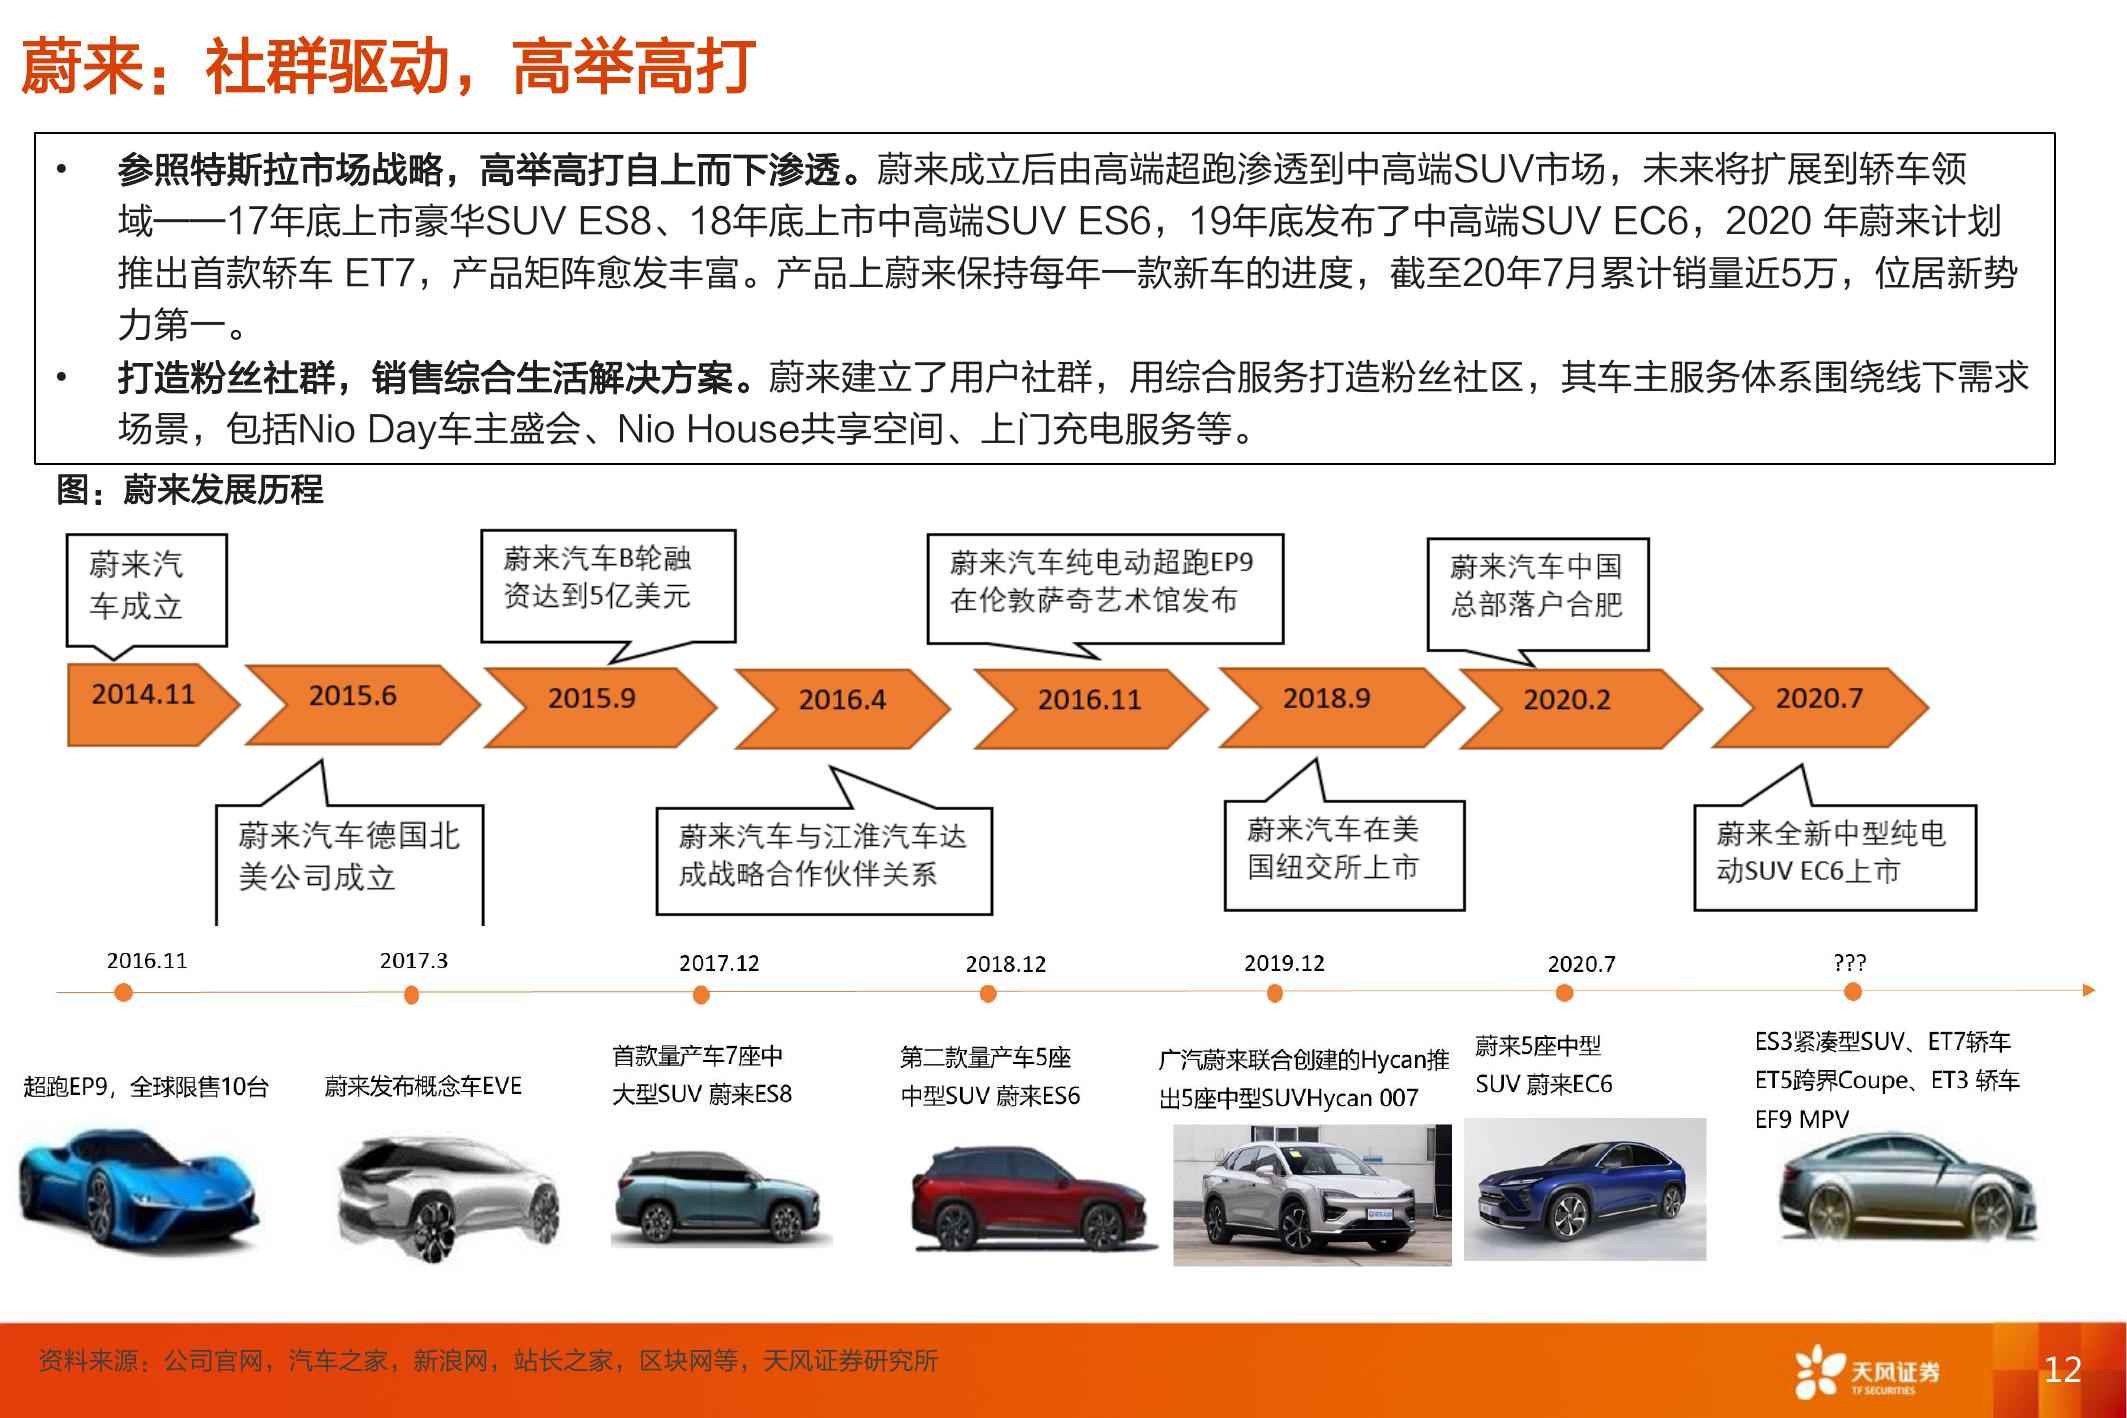 蔚来：社群驱动，高举高打
• 参照特斯拉市场战略，高举高打自上而下渗透。蔚来成立后由高端超跑渗透到中高端SUV市场，未来将扩展到轿车领
域——17年底上市豪华SUV ES8、18年底上市中高端SUV ES6，19年底发布了中高端SUV EC6，2020 年蔚来计划
推出首款轿车 ET7，产品矩阵愈发丰富。产品上蔚来保持每年一款新车的进度，截至20年7月累计销量近5万，位居新势
力第一。
• 打造粉丝社群，销售综合生活解决方案。蔚来建立了用户社群，用综合服务打造粉丝社区，其车主服务体系围绕线下需求
场景，包括Nio Day车主盛会、Nio House共享空间、上门充电服务等。
图：蔚来发展历程
蔚来汽
车成立
蔚来汽车B轮融
资达到5亿美元
蔚来汽车纯电动超跑EP9
在伦敦萨奇艺术馆发布
蔚来汽车中国
总部落户合肥
2014.11
2015.6
2015.9
2016.4
2016.11
2018.9
2020.2
2020.7
蔚来汽车德国北
美公司成立
蔚来汽车与江淮汽车达
成战略合作伙伴关系
蔚来汽车在美
国纽交所上市
蔚来全新中型纯电
动SUV EC6上市
2016.11
2017.3
2017.12
2018.12
2019.12
2020.7
???
超跑EP9，全球限售10台
蔚来发布概念车EVE
首款量产车7座中
大型SUV 蔚来ES8
第二款量产车5座
中型SUV 蔚来ES6
广汽蔚来联合创建的Hycan推
出5座中型SUVHycan 007
蔚来5座中型
SUV 蔚来EC6
ES3紧凑型SUV、ET7轿车
ET5跨界Coupe、ET3 轿车
EF9 MPV
资料来源：公司官网，汽车之家，新浪网，站长之家，区块网等，天风证券研究所
天风证券
TF SECURITIES
12